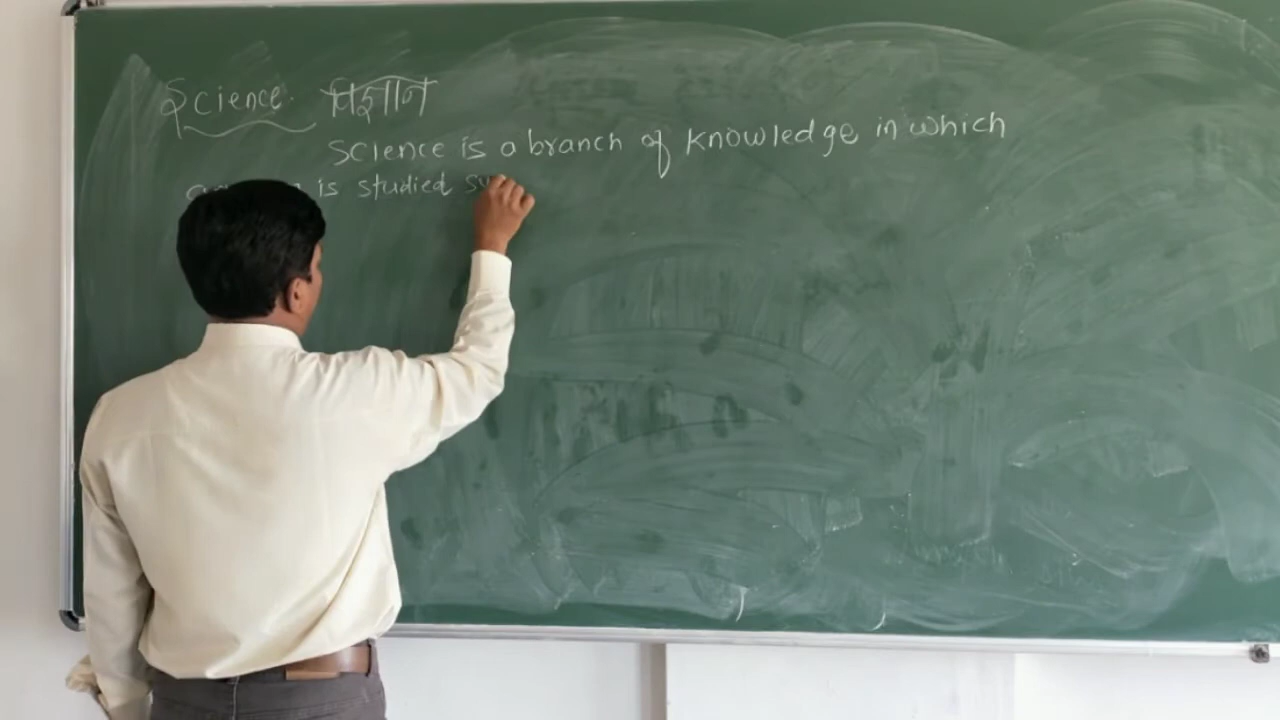 Science. विज्ञान
Science is a branch of knowledge in which
is studied